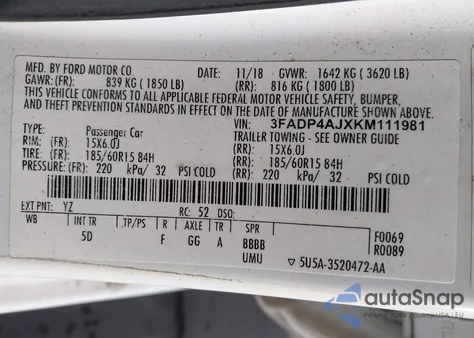 MFD. BY FORD MOTOR CO.
DATE: 11/18 GVWR: 1642 KG ( 3620 LB)
GAWR: (FR): 839 KG ( 1850 LB) (RR): 816 KG ( 1800 LB)
THIS VEHICLE CONFORMS TO ALL APPLICABLE FEDERAL MOTOR VEHICLE SAFETY, BUMPER,
AND THEFT PREVENTION STANDARDS IN EFFECT ON THE DATE OF MANUFACTURE SHOWN ABOVE.
VIN: 3FADP4AJXKM111981
TYPE: Passenger Car TRAILER TOWING - SEE OWNER GUIDE
RIM: (FR): 15X6.0J (RR): 15X6.0J
TIRES: (FR): 185/60R15 84H (RR): 185/60R15 84H
PRESSURE: (FR): 220 kPa/ 32 PSI COLD (RR): 220 kPa/ 32 PSI COLD
EXT PNT: YZ RC: 52 DSO:
WB INT TR TP/PS R AXLE TR SPR
5D F GG A BBBB
UMU
F0069
R0089
▽ 5U5A-3520472-AA
autoSnap